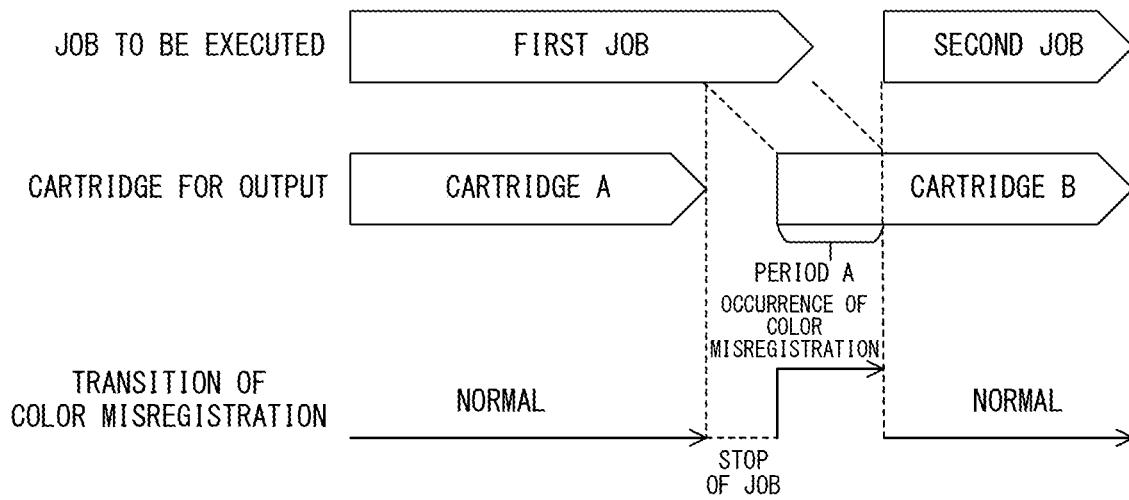 JOB TO BE EXECUTED
FIRST JOB
SECOND JOB
CARTRIDGE FOR OUTPUT
CARTRIDGE A
CARTRIDGE B
PERIOD A
OCCURRENCE OF
COLOR
MISREGISTRATION
TRANSITION OF
COLOR MISREGISTRATION
NORMAL
NORMAL
STOP
OF JOB